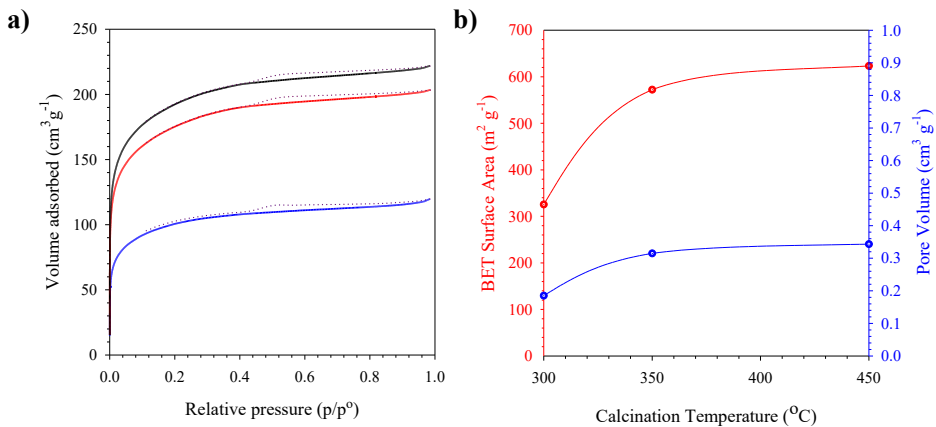 a)
250
200
150
100
50
0
Volume adsorbed (cm³ g⁻¹)
0.0 0.2 0.4 0.6 0.8 1.0
Relative pressure (p/pᵒ)
b)
700
600
500
400
300
200
100
0
BET Surface Area (m² g⁻¹)
300 350 400 450
Calcination Temperature (ᴼC)
1.0
0.9
0.8
0.7
0.6
0.5
0.4
0.3
0.2
0.1
0.0
Pore Volume (cm³ g⁻¹)